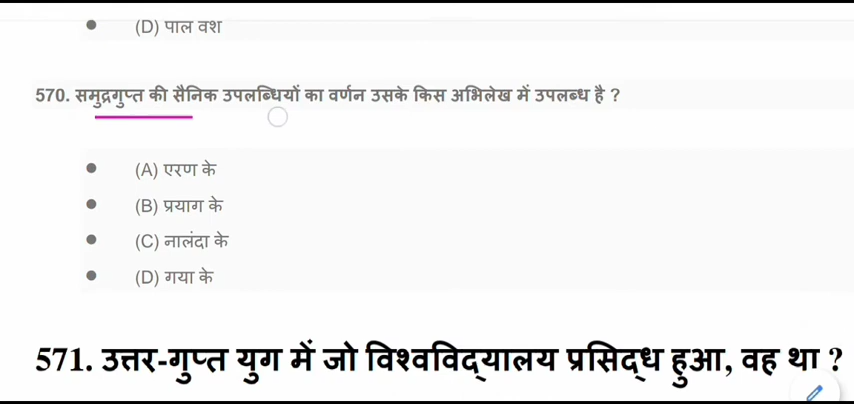 (D) पाल वंश
570. समुद्रगुप्त की सैनिक उपलब्धियों का वर्णन उसके किस अभिलेख में उपलब्ध है ?
(A) एरण के
(B) प्रयाग के
(C) नालंदा के
(D) गया के
571. उत्तर-गुप्त युग में जो विश्वविद्यालय प्रसिद्ध हुआ, वह था ?